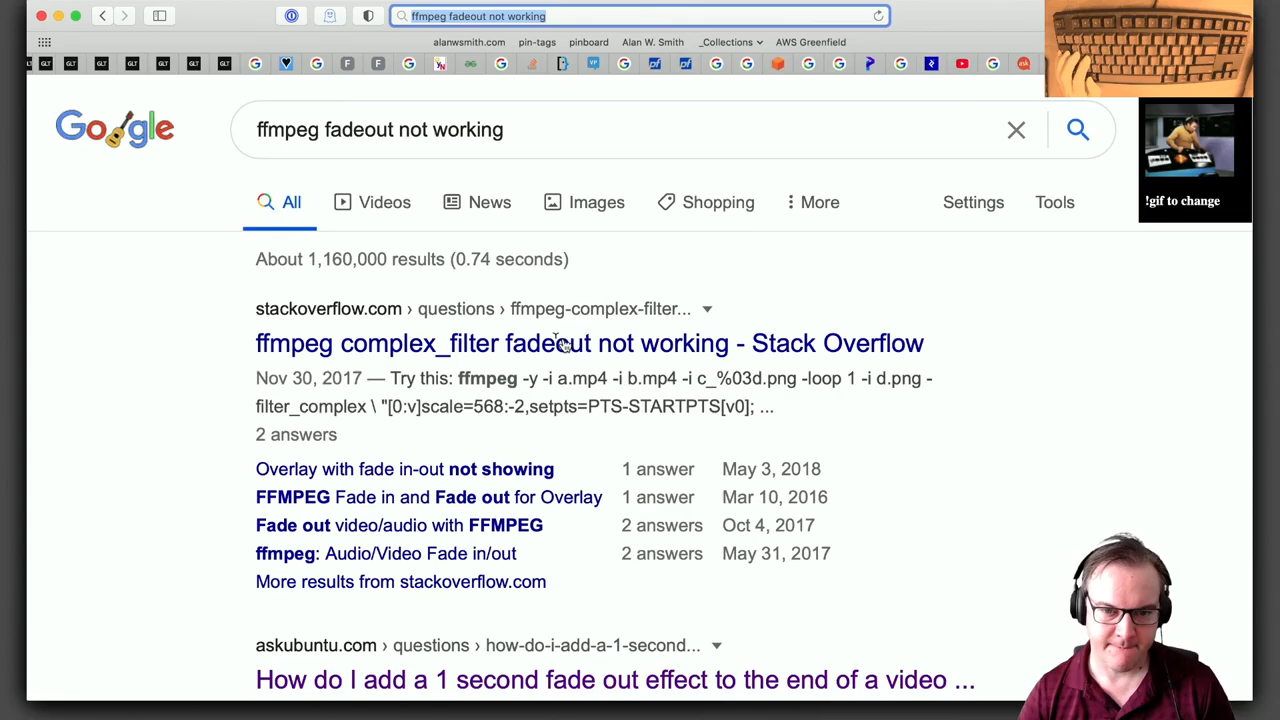 ffmpeg fadeout not working
alanwsmith.com pin-tags pinboard Alan W. Smith _Collections AWS Greenfield
Google
ffmpeg fadeout not working
!gif to change
All Videos News Images Shopping More Settings Tools
About 1,160,000 results (0.74 seconds)
stackoverflow.com › questions › ffmpeg-complex-filter...
ffmpeg complex_filter fadeout not working - Stack Overflow
Nov 30, 2017 — Try this: ffmpeg -y -i a.mp4 -i b.mp4 -i c_%03d.png -loop 1 -i d.png -
filter_complex \ "[0:v]scale=568:-2,setpts=PTS-STARTPTS[v0]; ...
2 answers
Overlay with fade in-out not showing 1 answer May 3, 2018
FFMPEG Fade in and Fade out for Overlay 1 answer Mar 10, 2016
Fade out video/audio with FFMPEG 2 answers Oct 4, 2017
ffmpeg: Audio/Video Fade in/out 2 answers May 31, 2017
More results from stackoverflow.com
askubuntu.com › questions › how-do-i-add-a-1-second...
How do I add a 1 second fade out effect to the end of a video ...